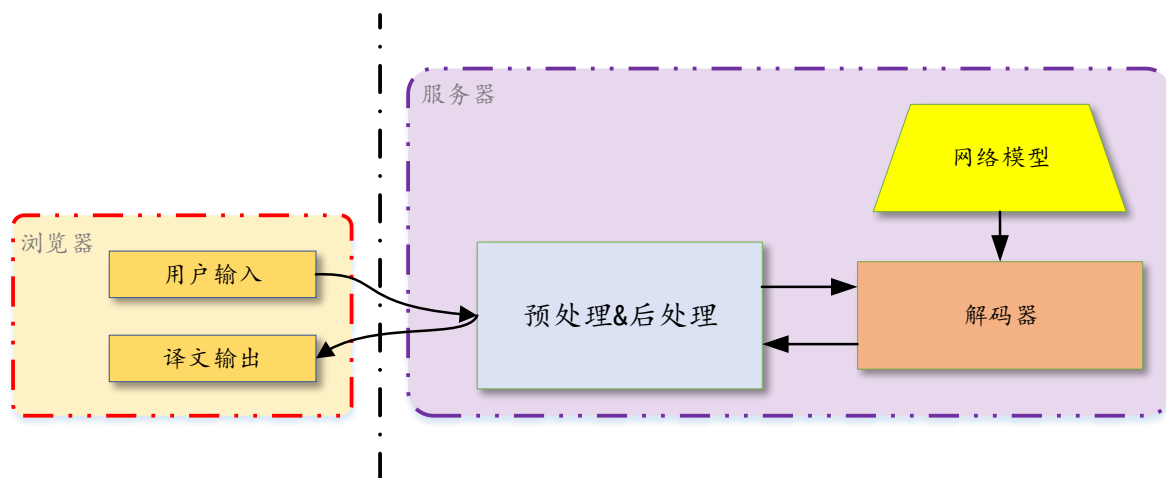 服务器
网络模型
浏览器
用户输入
预处理&后处理
解码器
译文输出